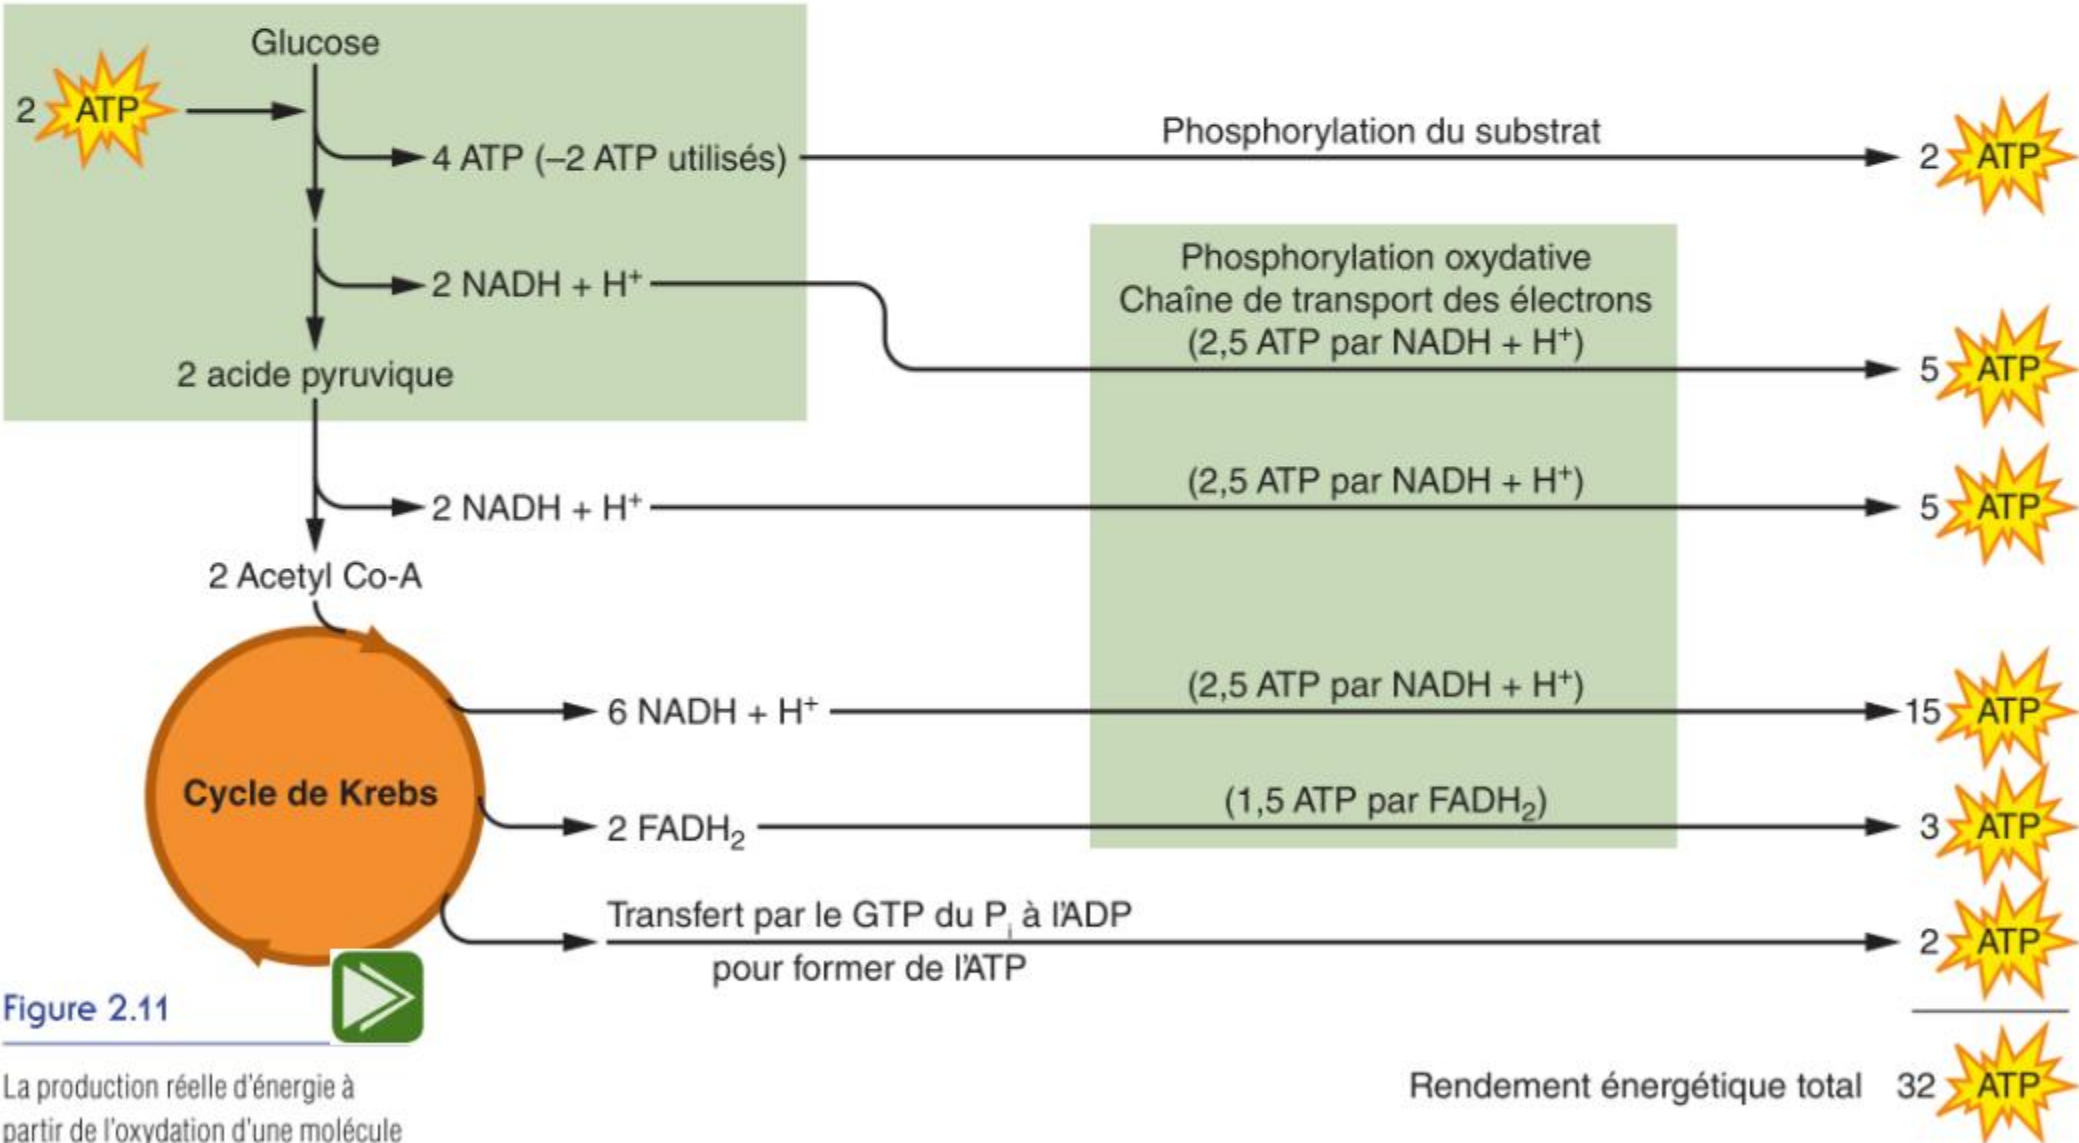 Glucose
2 ATP
4 ATP (–2 ATP utilisés)
Phosphorylation du substrat
2 ATP
Phosphorylation oxydative
Chaîne de transport des électrons
2 NADH + H⁺
(2,5 ATP par NADH + H⁺)
5 ATP
2 acide pyruvique
2 NADH + H⁺
(2,5 ATP par NADH + H⁺)
5 ATP
2 Acetyl Co-A
6 NADH + H⁺
(2,5 ATP par NADH + H⁺)
15 ATP
Cycle de Krebs
2 FADH₂
(1,5 ATP par FADH₂)
3 ATP
Transfert par le GTP du Pᵢ à l'ADP
pour former de l'ATP
2 ATP
Figure 2.11
La production réelle d'énergie à
partir de l'oxydation d'une molécule
Rendement énergétique total 32 ATP